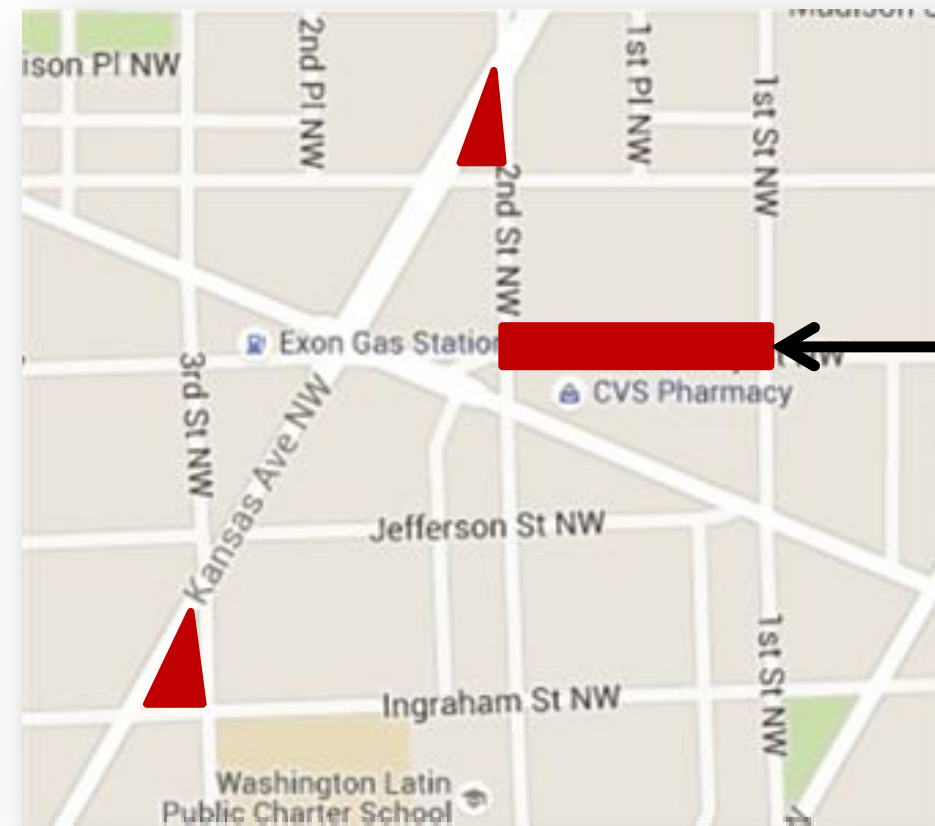 ison Pl NW
2nd Pl NW
1st Pl NW
1st St NW
2nd St NW
Exon Gas Station
NW
CVS Pharmacy
3rd St NW
Kansas Ave NW
Jefferson St NW
Ingraham St NW
1st St NW
Washington Latin
Public Charter School